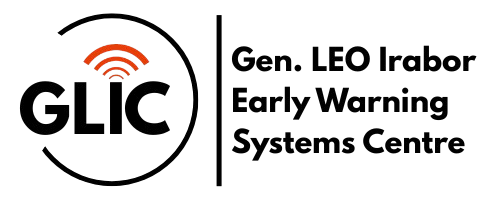 GLIC
Gen. LEO Irabor
Early Warning
Systems Centre